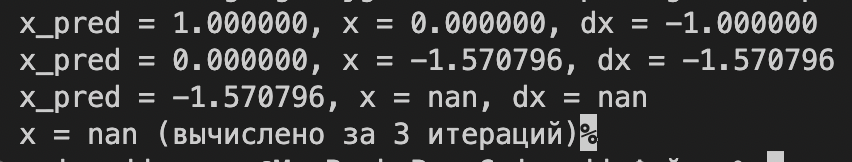 x_pred = 1.000000, x = 0.000000, dx = -1.000000
x_pred = 0.000000, x = -1.570796, dx = -1.570796
x_pred = -1.570796, x = nan, dx = nan
x = nan (вычислено за 3 итераций)%